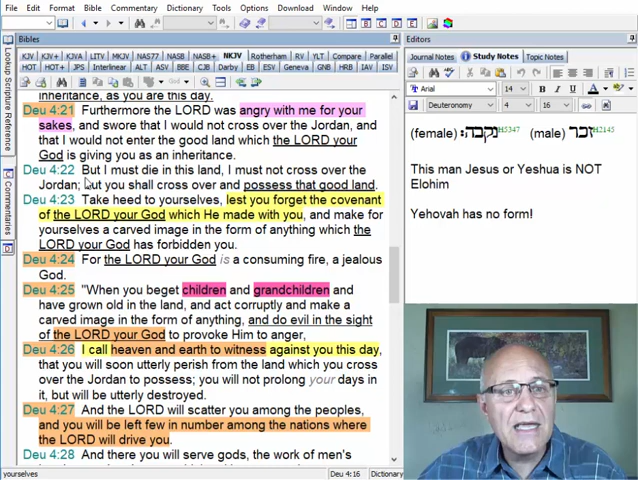 File Edit View Bibles Commentary Dictionary Tools Options Download Window Help
Bibles
Editors
KJV KJV+ KJVA LITV MKJV NAS77 NASB NASB+ NKJV Rotherham RV YLT Compare Parallel
HOT HOT+ JPS Interlinear ALT ASV BBE CJB Darby EBR ESV Geneva GNB HRB IAV ISV
Journal Notes Study Notes Topic Notes
Arial 14 B I U
Deuteronomy 4 16
Lookup Scripture Reference
Commentaries
inheritance, as you are this day.
Deu 4:21 Furthermore the LORD was angry with me for your
sakes, and swore that I would not cross over the Jordan, and
that I would not enter the good land which the LORD your
God is giving you as an inheritance.
Deu 4:22 But I must die in this land, I must not cross over the
Jordan; but you shall cross over and possess that good land.
Deu 4:23 Take heed to yourselves, lest you forget the covenant
of the LORD your God which He made with you, and make for
yourselves a carved image in the form of anything which the
LORD your God has forbidden you.
Deu 4:24 For the LORD your God is a consuming fire, a jealous
God.
Deu 4:25 "When you beget children and grandchildren and
have grown old in the land, and act corruptly and make a
carved image in the form of anything, and do evil in the sight
of the LORD your God to provoke Him to anger,
Deu 4:26 I call heaven and earth to witness against you this day,
that you will soon utterly perish from the land which you cross
over the Jordan to possess; you will not prolong your days in
it, but will be utterly destroyed.
Deu 4:27 And the LORD will scatter you among the peoples,
and you will be left few in number among the nations where
the LORD will drive you.
Deu 4:28 And there you will serve gods, the work of men's
(female) נקבה: H5347 (male) זכר H2145
This man Jesus or Yeshua is NOT
Elohim
Yehovah has no form!
yourselves Deu 4:16 Dictionary